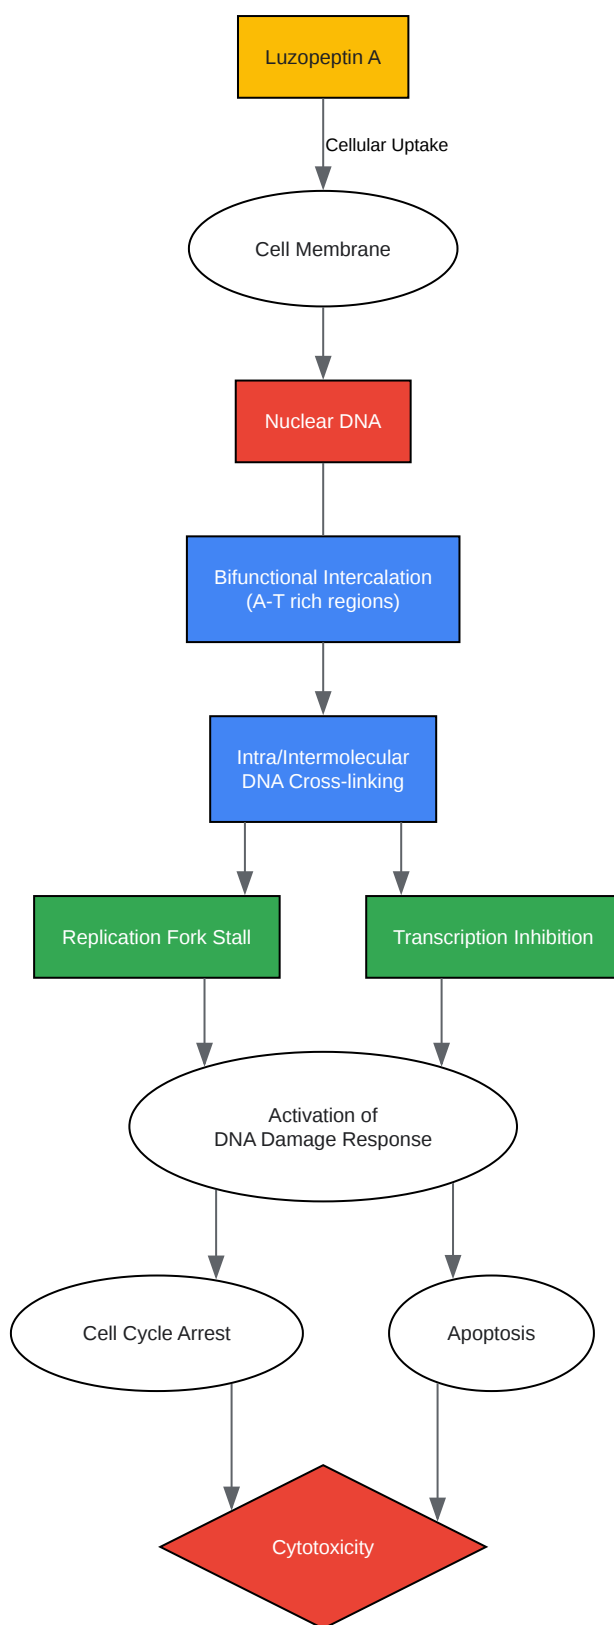 Luzopeptin A
Cellular Uptake
Cell Membrane
Nuclear DNA
Bifunctional Intercalation
(A-T rich regions)
Intra/Intermolecular
DNA Cross-linking
Replication Fork Stall
Transcription Inhibition
Activation of
DNA Damage Response
Cell Cycle Arrest
Apoptosis
Cytotoxicity